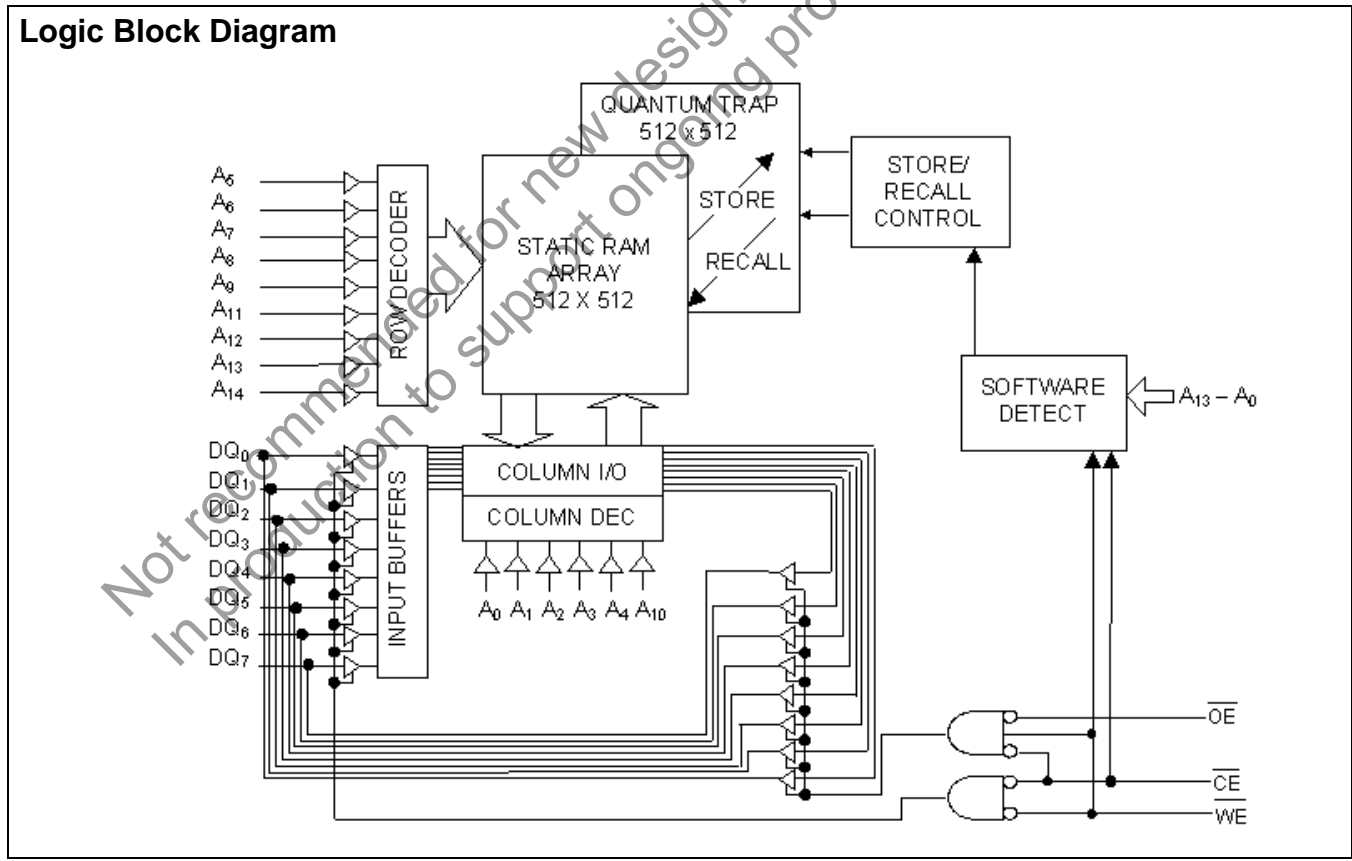 Logic Block Diagram
QUANTUM TRAP
512 x 512
STORE/
RECALL
CONTROL
STORE
RECALL
STATIC RAM
ARRAY
512 X 512
A5
A6
A7
A8
A9
A11
A12
A13
A14
ROW DECODER
SOFTWARE
DETECT
A13 – A0
DQ0
DQ1
DQ2
DQ3
DQ4
DQ5
DQ6
DQ7
INPUT BUFFERS
COLUMN I/O
COLUMN DEC
A0 A1 A2 A3 A4 A10
OE
CE
WE
Not recommended for new design
In production to support ongoing pro